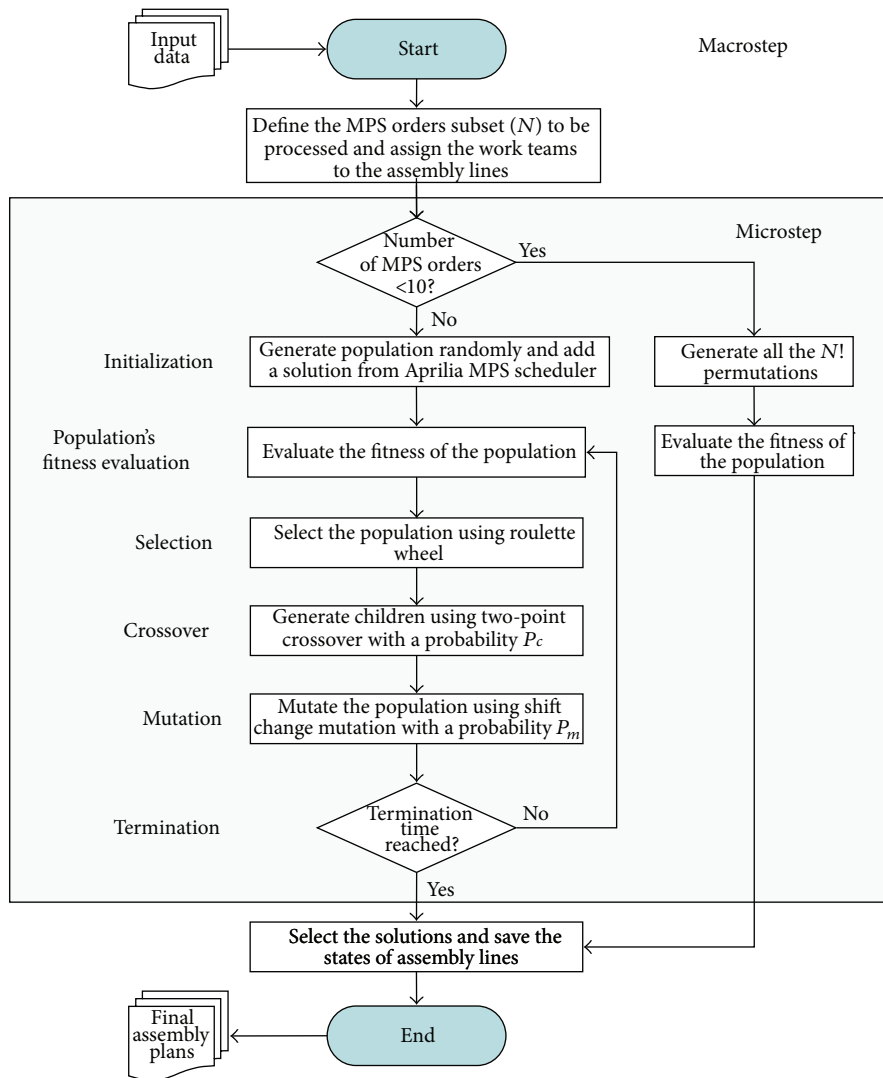 Input
data
Start
Macrostep
Define the MPS orders subset (N) to be
processed and assign the work teams
to the assembly lines
Microstep
Number
of MPS orders
<10?
Yes
No
Initialization
Generate population randomly and add
a solution from Aprilia MPS scheduler
Generate all the N!
permutations
Population's
fitness evaluation
Evaluate the fitness of the population
Evaluate the fitness of
the population
Selection
Select the population using roulette
wheel
Crossover
Generate children using two-point
crossover with a probability Pc
Mutation
Mutate the population using shift
change mutation with a probability Pm
Termination
Termination
time
reached?
No
Yes
Select the solutions and save the
states of assembly lines
Final
assembly
plans
End